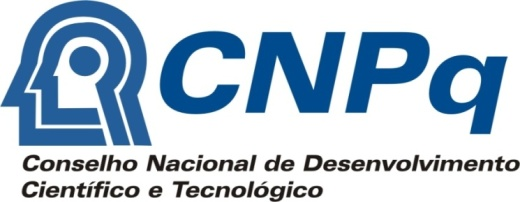 CNPq
Conselho Nacional de Desenvolvimento
Científico e Tecnológico